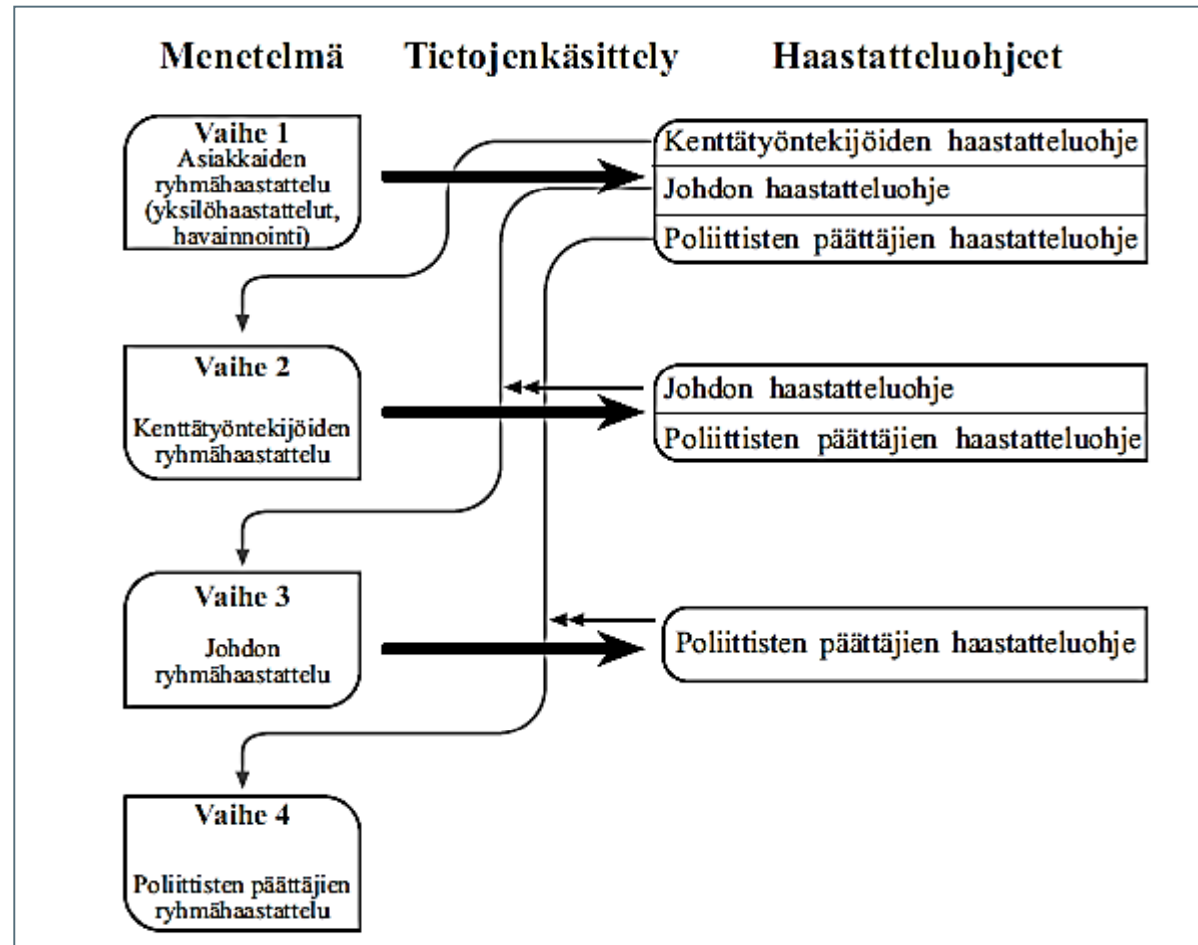 Menetelmä Tietojenkäsittely Haastatteluohjeet
Vaihe 1
Asiakkaiden
ryhmähaastattelu
(yksilöhaastattelut,
havainnointi)
Kenttätyöntekijöiden haastatteluohje
Johdon haastatteluohje
Poliittisten päättäjien haastatteluohje
Vaihe 2
Kenttätyöntekijöiden
ryhmähaastattelu
Johdon haastatteluohje
Poliittisten päättäjien haastatteluohje
Vaihe 3
Johdon
ryhmähaastattelu
Poliittisten päättäjien haastatteluohje
Vaihe 4
Poliittisten päättäjien
ryhmähaastattelu